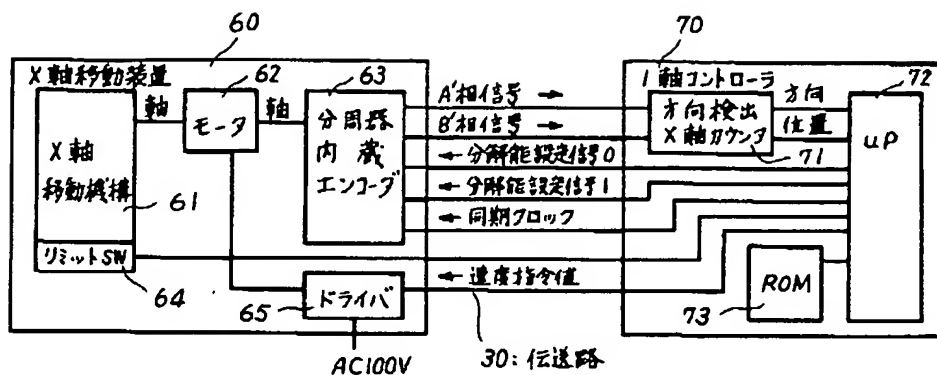 60
70
X軸移動装置
62
63
1軸コントローラ
72
軸
モータ
軸
分周器
内蔵
エンコーダ
A'相信号 →
B'相信号 →
← 分解能設定信号0
← 分解能設定信号1
← 同期クロック
方向検出
X軸カウンタ
71
方向
位置
uP
X軸
移動機構
61
リミットSW
64
65
ドライバ
← 速度指令値
ROM
73
AC100V
30:伝送路